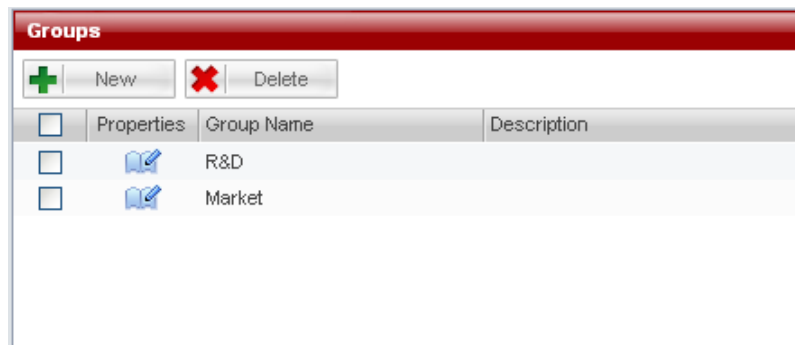 Groups
New Delete
Properties Group Name Description
R&D
Market